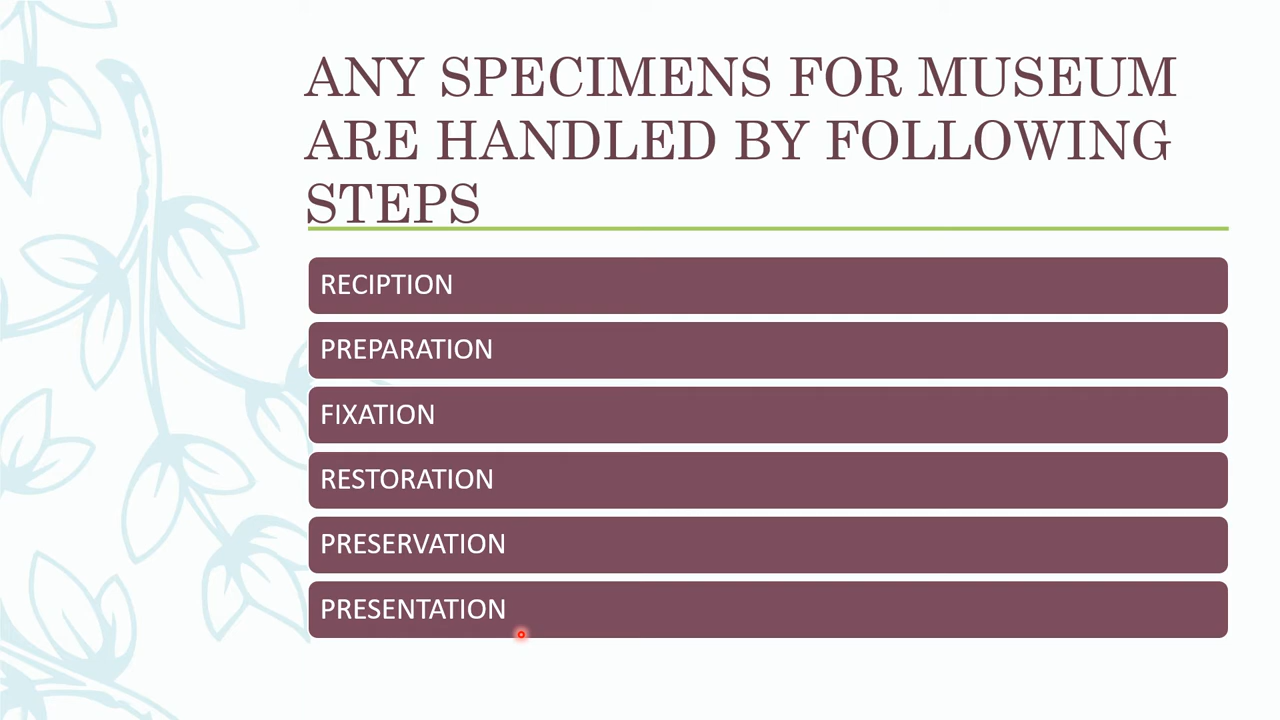 ANY SPECIMENS FOR MUSEUM
ARE HANDLED BY FOLLOWING
STEPS
RECIPTION
PREPARATION
FIXATION
RESTORATION
PRESERVATION
PRESENTATION